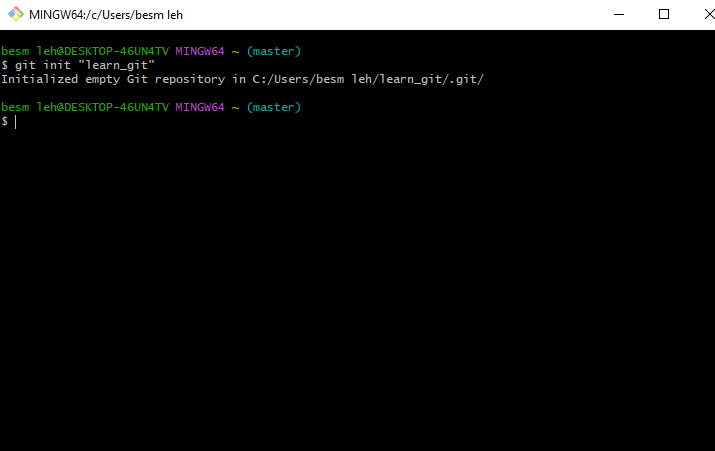 MINGW64:/c/Users/besm leh
besm leh@DESKTOP-46UN4TV MINGW64 ~ (master)
$ git init "learn_git"
Initialized empty Git repository in C:/Users/besm leh/learn_git/.git/
besm leh@DESKTOP-46UN4TV MINGW64 ~ (master)
$